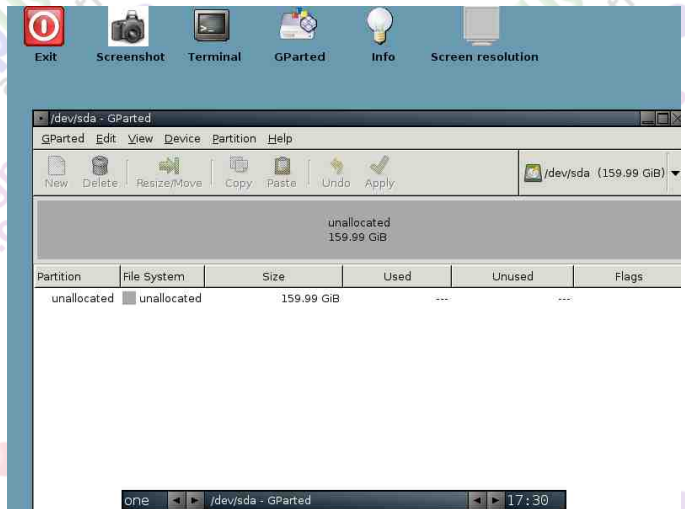 Exit Screenshot Terminal GParted Info Screen resolution
/dev/sda - GParted
GParted Edit View Device Partition Help
New Delete Resize/Move Copy Paste Undo Apply /dev/sda (159.99 GiB)
unallocated
159.99 GiB
Partition File System Size Used Unused Flags
unallocated unallocated 159.99 GiB --- ---
one /dev/sda - GParted 17:30